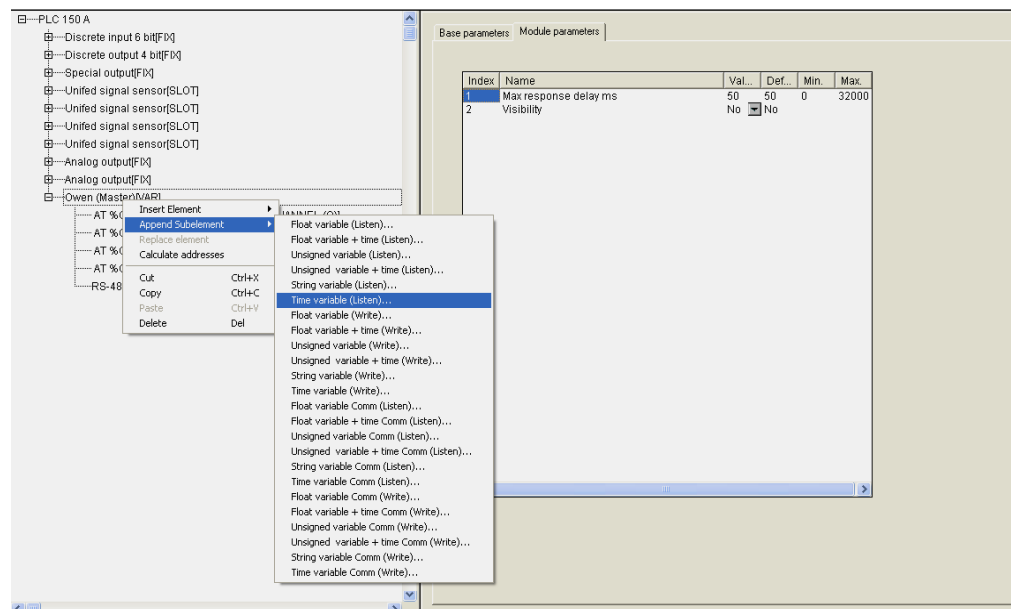 PLC 150 A
Discrete input 6 bit[FIX]
Discrete output 4 bit[FIX]
Special output[FIX]
Unifed signal sensor[SLOT]
Unifed signal sensor[SLOT]
Unifed signal sensor[SLOT]
Unifed signal sensor[SLOT]
Analog output[FIX]
Analog output[FIX]
Owen (Master)[VAR]
AT %
AT %
AT %
AT %
RS-48
Insert Element
Append Subelement
Replace element
Calculate addresses
Cut Ctrl+X
Copy Ctrl+C
Paste Ctrl+V
Delete Del
Float variable (Listen)...
Float variable + time (Listen)...
Unsigned variable (Listen)...
Unsigned variable + time (Listen)...
String variable (Listen)...
Time variable (Listen)...
Float variable (Write)...
Float variable + time (Write)...
Unsigned variable (Write)...
Unsigned variable + time (Write)...
String variable (Write)...
Time variable (Write)...
Float variable Comm (Listen)...
Float variable + time Comm (Listen)...
Unsigned variable Comm (Listen)...
Unsigned variable + time Comm (Listen)...
String variable Comm (Listen)...
Time variable Comm (Listen)...
Float variable Comm (Write)...
Float variable + time Comm (Write)...
Unsigned variable Comm (Write)...
Unsigned variable + time Comm (Write)...
String variable Comm (Write)...
Time variable Comm (Write)...
Base parameters Module parameters
Index Name Val... Def... Min. Max.
1 Max response delay ms 50 50 0 32000
2 Visibility No No